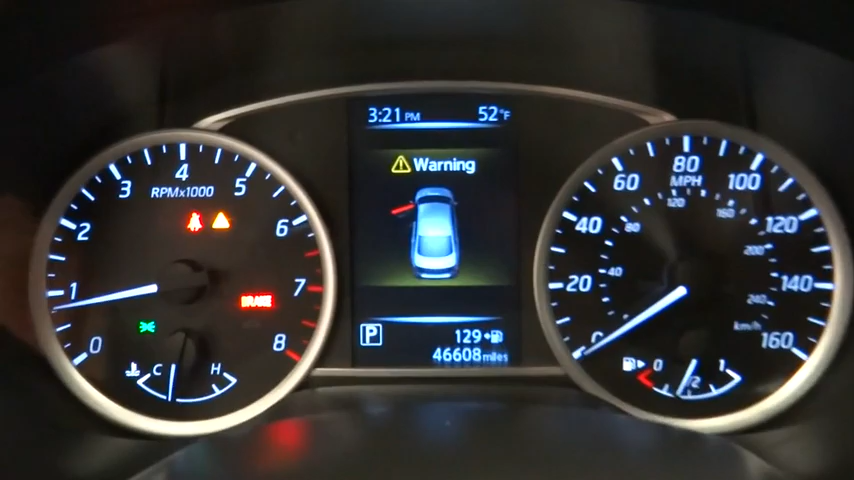 3:21 PM 52°F
Warning
P 129
46608 miles
0 1 2 3 4 5 6 7 8
RPMx1000
BRAKE
C H
0 20 40 60 80 100 120 140 160
MPH
40 80 120 160 200 240
km/h
0 1/2 1